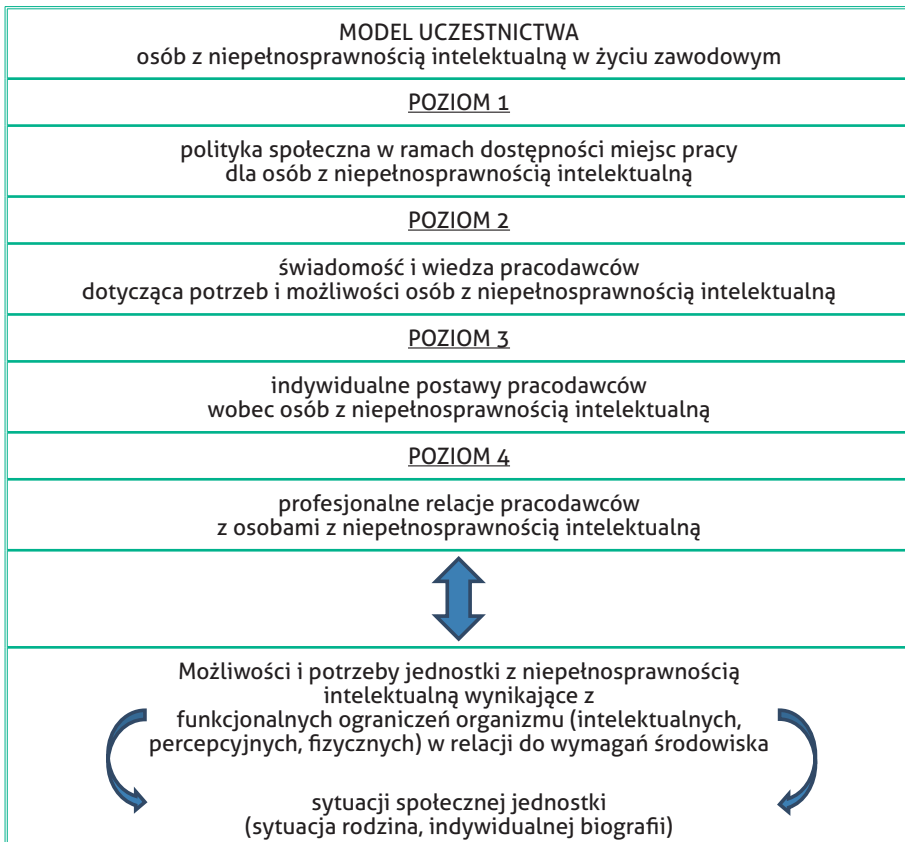 MODEL UCZESTNICTWA
osób z niepełnosprawnością intelektualną w życiu zawodowym
POZIOM 1
polityka społeczna w ramach dostępności miejsc pracy
dla osób z niepełnosprawnością intelektualną
POZIOM 2
świadomość i wiedza pracodawców
dotycząca potrzeb i możliwości osób z niepełnosprawnością intelektualną
POZIOM 3
indywidualne postawy pracodawców
wobec osób z niepełnosprawnością intelektualną
POZIOM 4
profesjonalne relacje pracodawców
z osobami z niepełnosprawnością intelektualną
Możliwości i potrzeby jednostki z niepełnosprawnością
intelektualną wynikające z
funkcjonalnych ograniczeń organizmu (intelektualnych,
percepcyjnych, fizycznych) w relacji do wymagań środowiska
sytuacji społecznej jednostki
(sytuacja rodzina, indywidualnej biografii)